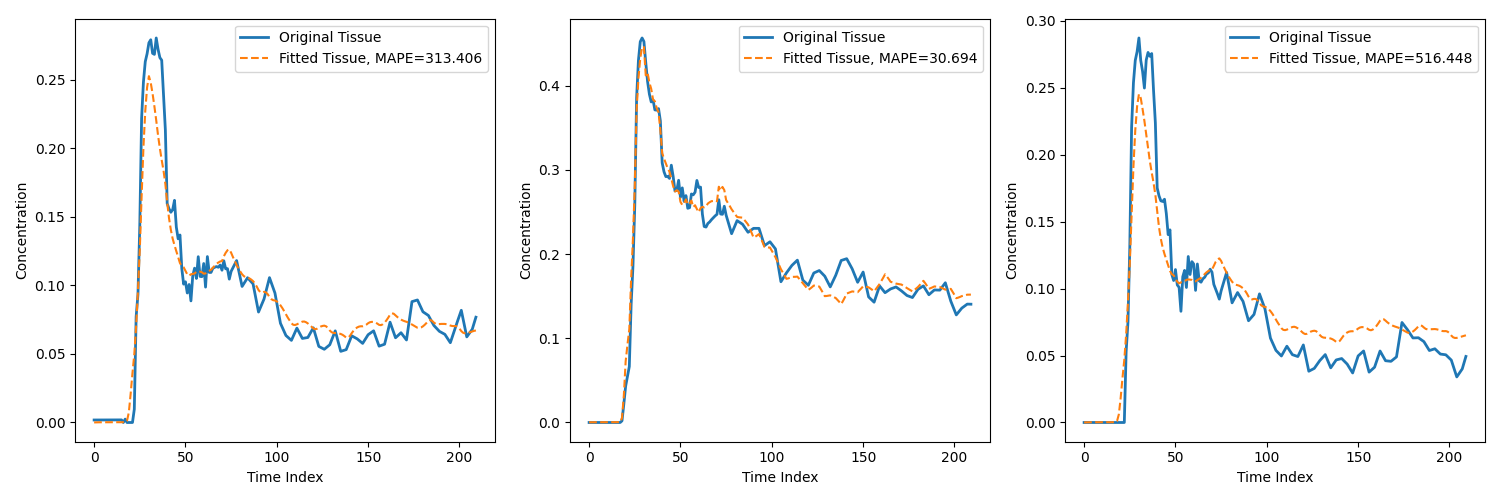 Original Tissue
Fitted Tissue, MAPE=313.406
Concentration
0.25
0.20
0.15
0.10
0.05
0.00
0 50 100 150 200
Time Index
Original Tissue
Fitted Tissue, MAPE=30.694
Concentration
0.4
0.3
0.2
0.1
0.0
0 50 100 150 200
Time Index
Original Tissue
Fitted Tissue, MAPE=516.448
Concentration
0.30
0.25
0.20
0.15
0.10
0.05
0.00
0 50 100 150 200
Time Index